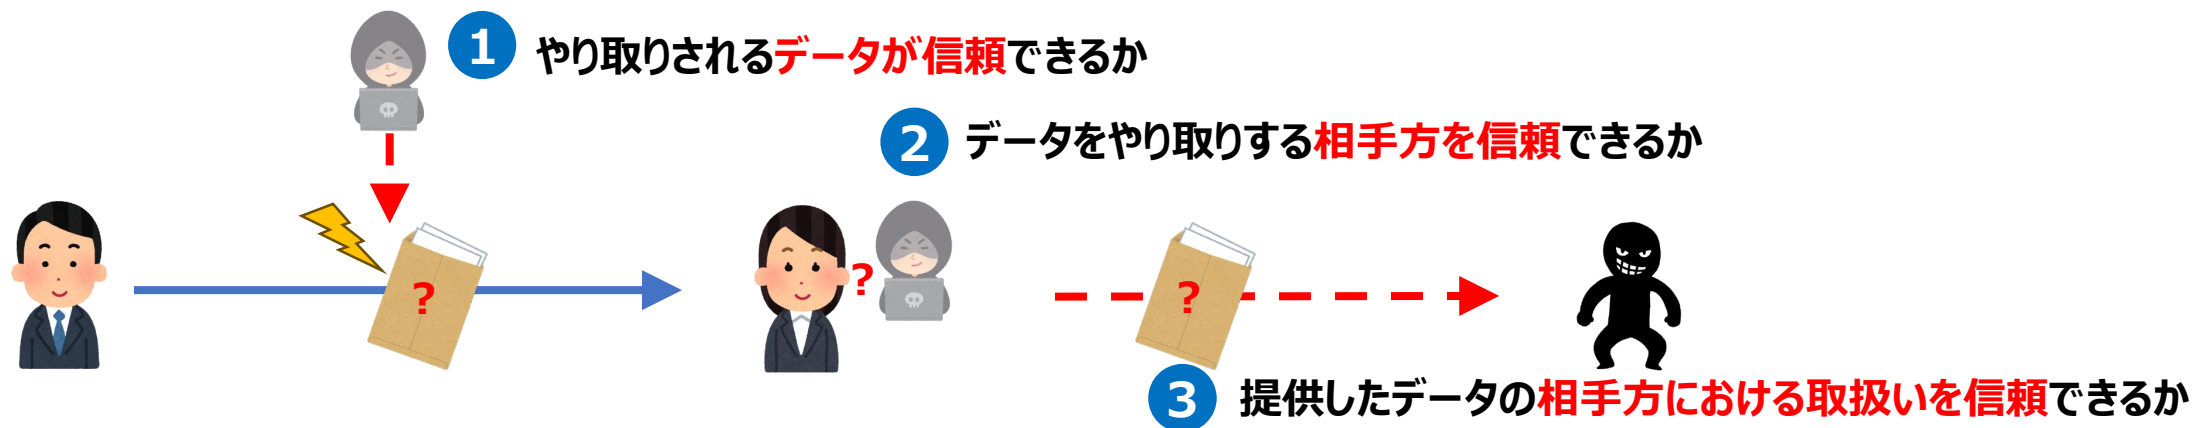 1 やり取りされるデータが信頼できるか
2 データをやり取りする相手方を信頼できるか
?
?
?
3 提供したデータの相手方における取扱いを信頼できるか